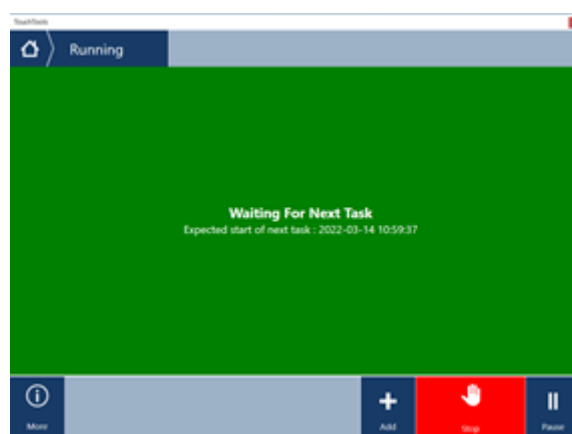 TouchTools
Running
Waiting For Next Task
Expected start of next task : 2022-03-14 10:59:37
More
Add
Stop
Pause